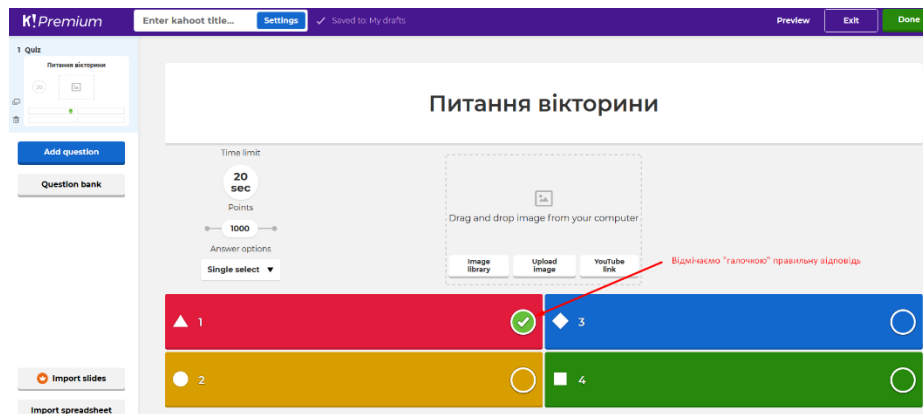 K!Premium
Enter kahoot title...
Settings
Saved to: My drafts
Preview
Exit
Done
1 Quiz
Питання вікторини
20
Add question
Question bank
Import slides
Import spreadsheet
Питання вікторини
Time limit
20
sec
Points
1000
Answer options
Single select
Drag and drop image from your computer
Image
library
Upload
image
YouTube
link
Відмічаємо "галочкою" правильну відповідь
1
3
2
4